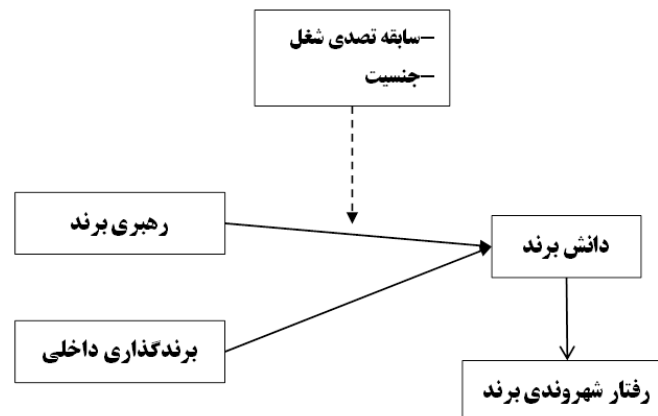 –سابقه تصدی شغل
–جنسیت
رهبری برند
دانش برند
برندگذاری داخلی
رفتار شهروندی برند